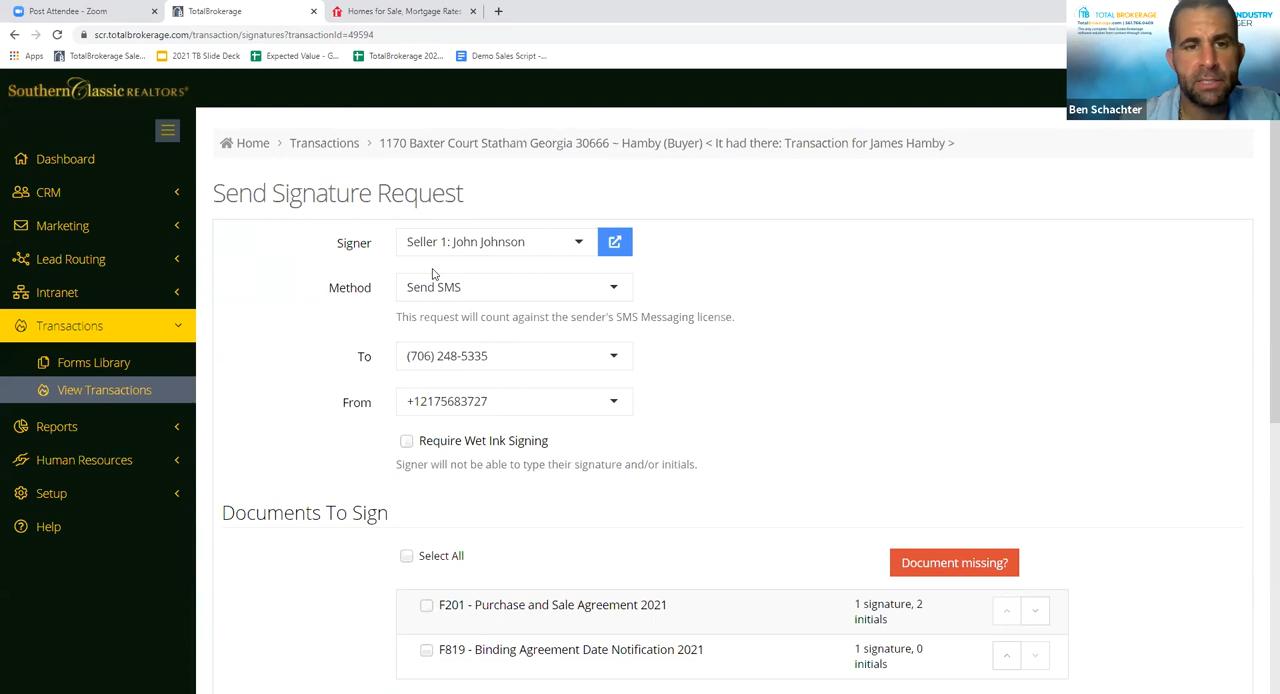 Post Attendee - Zoom
TotalBrokerage
Homes for Sale, Mortgage Rates
scr.totalbrokerage.com/transaction/signatures?transactionId=49594
Apps
TotalBrokerage Sale...
2021 TB Slide Deck
Expected Value - G...
TotalBrokerage 202...
Demo Sales Script -...
TOTAL BROKERAGE
INDUSTRY
Ben Schachter
Southern Classic REALTORS®
Dashboard
CRM
Marketing
Lead Routing
Intranet
Transactions
Forms Library
View Transactions
Reports
Human Resources
Setup
Help
Home > Transactions > 1170 Baxter Court Statham Georgia 30666 ~ Hamby (Buyer) < It had there: Transaction for James Hamby >
Send Signature Request
Signer
Seller 1: John Johnson
Method
Send SMS
This request will count against the sender's SMS Messaging license.
To
(706) 248-5335
From
+12175683727
Require Wet Ink Signing
Signer will not be able to type their signature and/or initials.
Documents To Sign
Select All
Document missing?
F201 - Purchase and Sale Agreement 2021
1 signature, 2
initials
F819 - Binding Agreement Date Notification 2021
1 signature, 0
initials